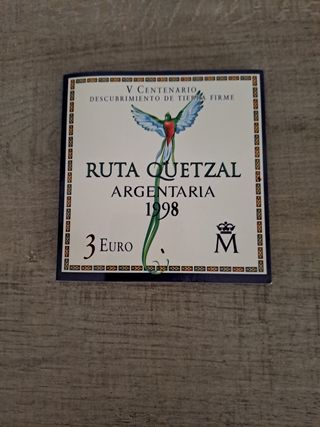 V CENTENARIO
DESCUBRIMIENTO DE TIERRA FIRME
RUTA QUETZAL
ARGENTARIA
1998
3 EURO
M